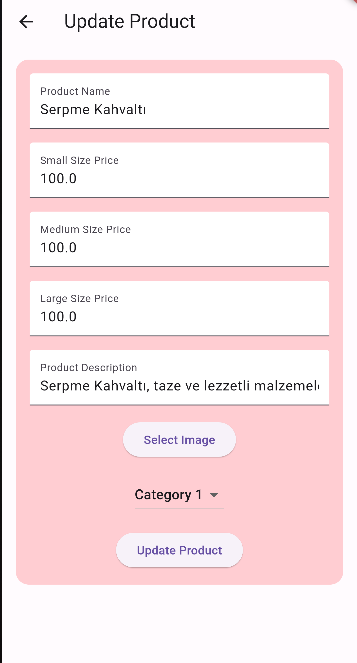 Update Product
Product Name
Serpme Kahvaltı
Small Size Price
100.0
Medium Size Price
100.0
Large Size Price
100.0
Product Description
Serpme Kahvaltı, taze ve lezzetli malzemele
Select Image
Category 1
Update Product